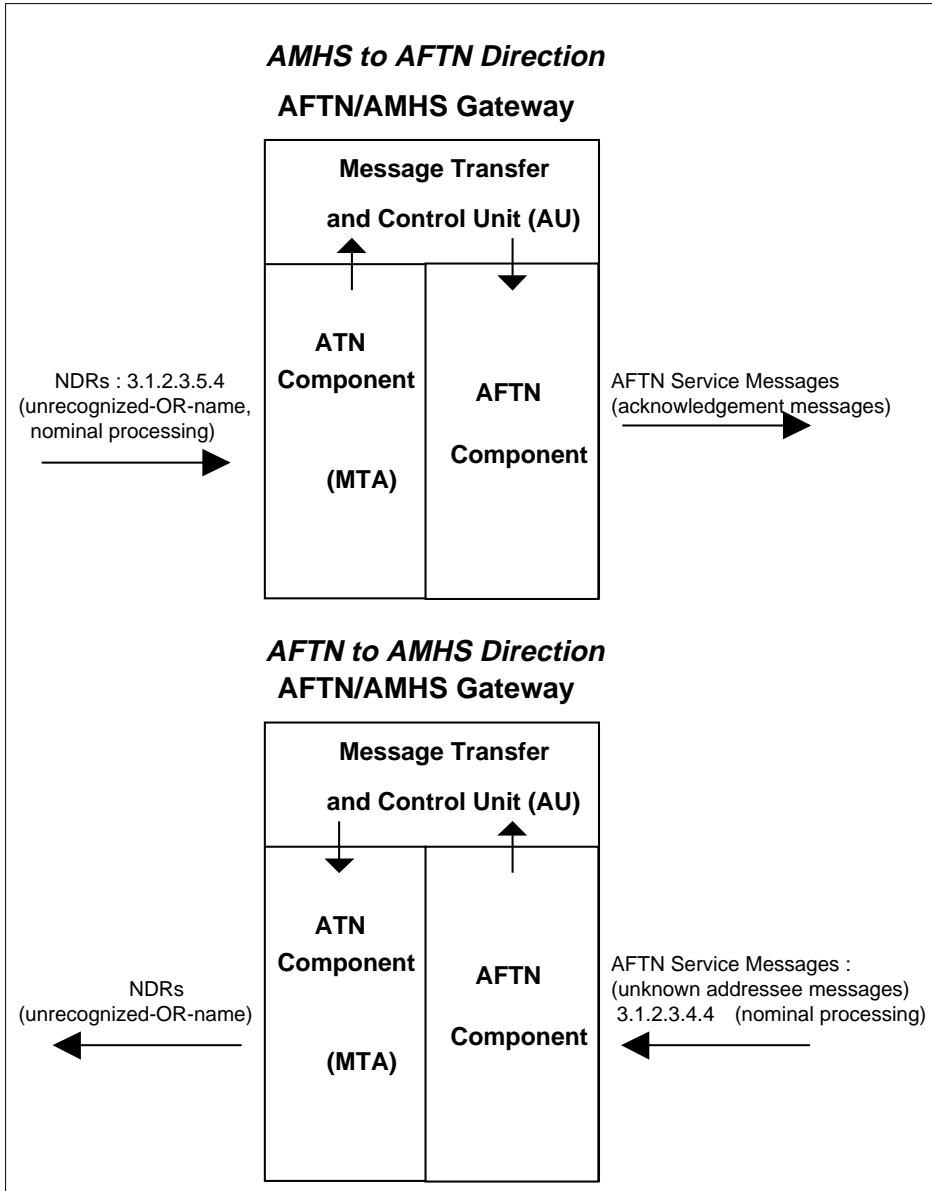 AMHS to AFTN Direction
AFTN/AMHS Gateway
Message Transfer
and Control Unit (AU)
ATN
Component
(MTA)
AFTN
Component
NDRs : 3.1.2.3.5.4
(unrecognized-OR-name,
nominal processing)
AFTN Service Messages
(acknowledgement messages)
AFTN to AMHS Direction
AFTN/AMHS Gateway
Message Transfer
and Control Unit (AU)
ATN
Component
(MTA)
AFTN
Component
NDRs
(unrecognized-OR-name)
AFTN Service Messages :
(unknown addressee messages)
3.1.2.3.4.4 (nominal processing)